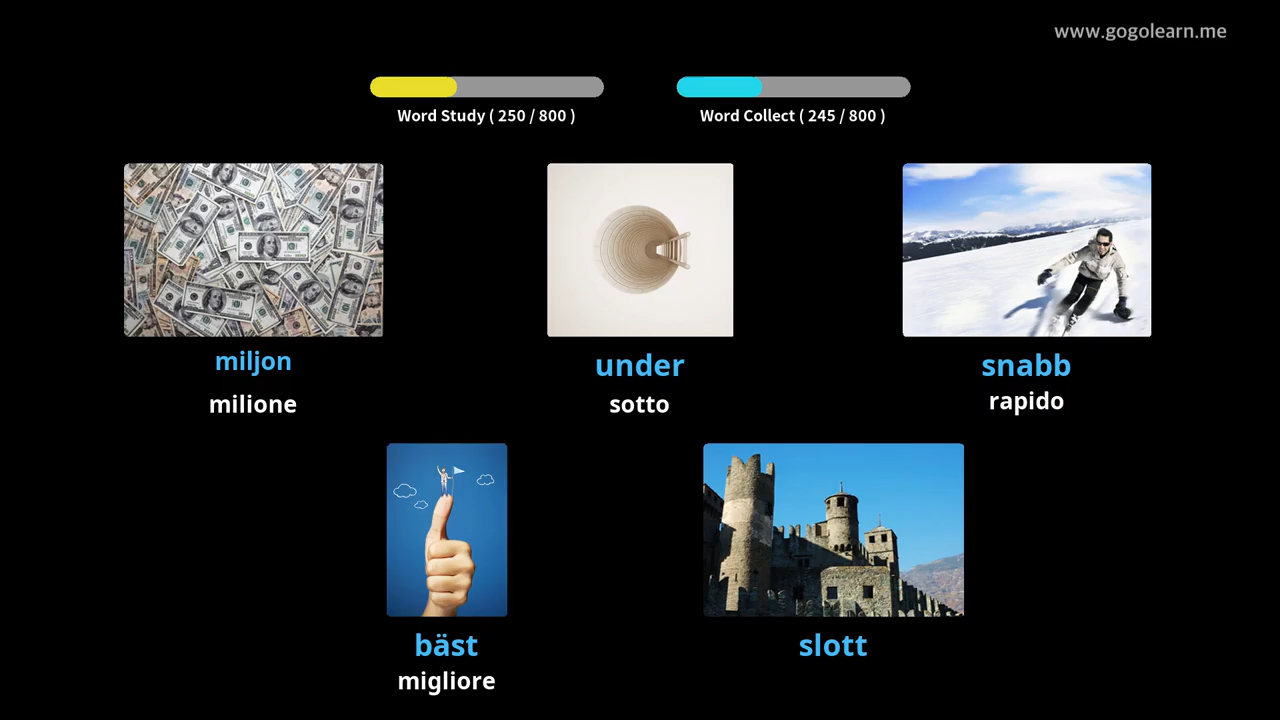 www.gogolearn.me
Word Study ( 250 / 800 )
Word Collect ( 245 / 800 )
miljon
milione
under
sotto
snabb
rapido
bäst
migliore
slott